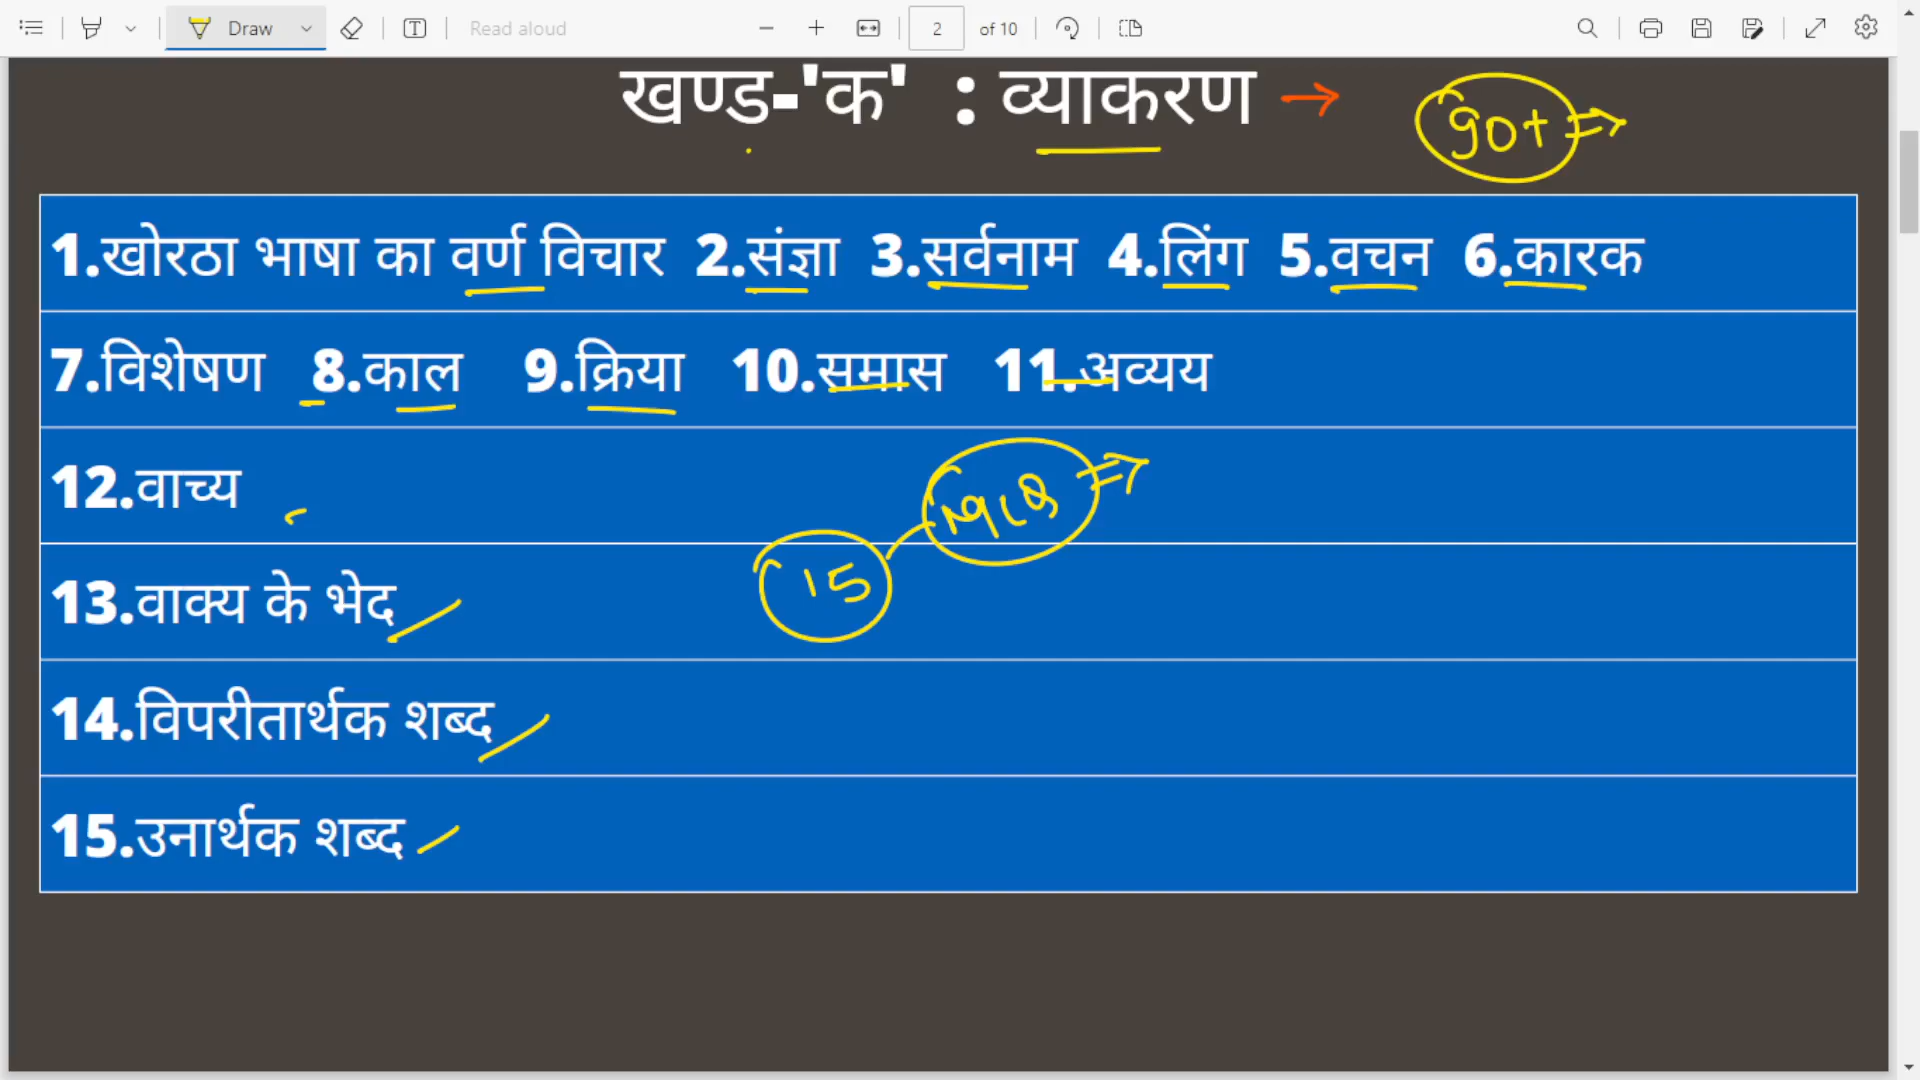 Draw
Read aloud
2 of 10
खण्ड-'क' : व्याकरण → 90+
1.खोरठा भाषा का वर्ण विचार 2.संज्ञा 3.सर्वनाम 4.लिंग 5.वचन 6.कारक
7.विशेषण 8.काल 9.क्रिया 10.समास 11.अव्यय
12.वाच्य
15
13.वाक्य के भेद
14.विपरीतार्थक शब्द
15.उनार्थक शब्द